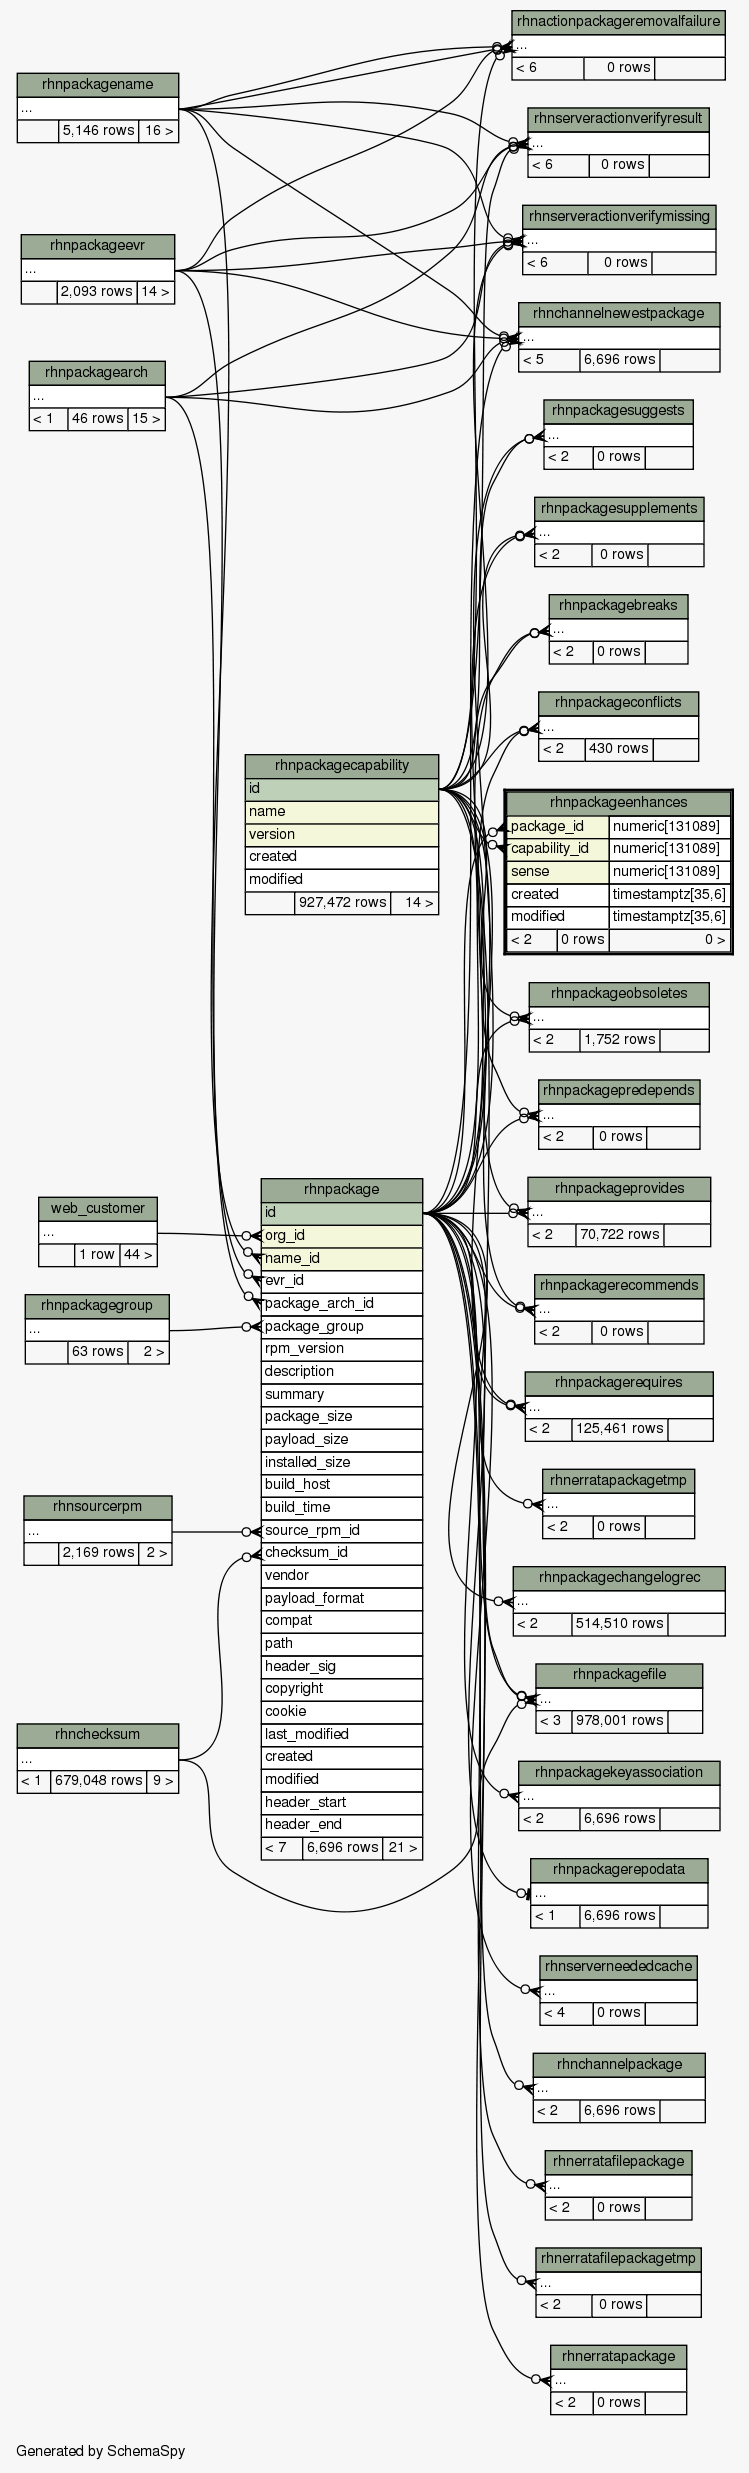 rhnactionpackageremovalfailure
...
< 6 0 rows
rhnpackagename
...
5,146 rows 16 >
rhnserveractionverifyresult
...
< 6 0 rows
rhnserveractionverifymissing
...
< 6 0 rows
rhnpackageevr
...
2,093 rows 14 >
rhnchannelnewestpackage
...
< 5 6,696 rows
rhnpackagearch
...
< 1 46 rows 15 >
rhnpackagesuggests
...
< 2 0 rows
rhnpackagesupplements
...
< 2 0 rows
rhnpackagebreaks
...
< 2 0 rows
rhnpackageconflicts
...
< 2 430 rows
rhnpackagecapability
id
name
version
created
modified
927,472 rows 14 >
rhnpackageenhances
package_id numeric[131089]
capability_id numeric[131089]
sense numeric[131089]
created timestamptz[35,6]
modified timestamptz[35,6]
< 2 0 rows 0 >
rhnpackageobsoletes
...
< 2 1,752 rows
rhnpackagepredepends
...
< 2 0 rows
rhnpackageprovides
...
< 2 70,722 rows
rhnpackagerecommends
...
< 2 0 rows
rhnpackagerequires
...
< 2 125,461 rows
rhnerratapackagetmp
...
< 2 0 rows
rhnpackagechangelogrec
...
< 2 514,510 rows
rhnpackagefile
...
< 3 978,001 rows
rhnpackagekeyassociation
...
< 2 6,696 rows
rhnpackagerepodata
...
< 1 6,696 rows
rhnserverneededcache
...
< 4 0 rows
rhnchannelpackage
...
< 2 6,696 rows
rhnerratafilepackage
...
< 2 0 rows
rhnerratafilepackagetmp
...
< 2 0 rows
rhnerratapackage
...
< 2 0 rows
rhnpackage
id
org_id
name_id
evr_id
package_arch_id
package_group
rpm_version
description
summary
package_size
payload_size
installed_size
build_host
build_time
source_rpm_id
checksum_id
vendor
payload_format
compat
path
header_sig
copyright
cookie
last_modified
created
modified
header_start
header_end
< 7 6,696 rows 21 >
web_customer
...
1 row 44 >
rhnpackagegroup
...
63 rows 2 >
rhnsourcerpm
...
2,169 rows 2 >
rhnchecksum
...
< 1 679,048 rows 9 >
Generated by SchemaSpy